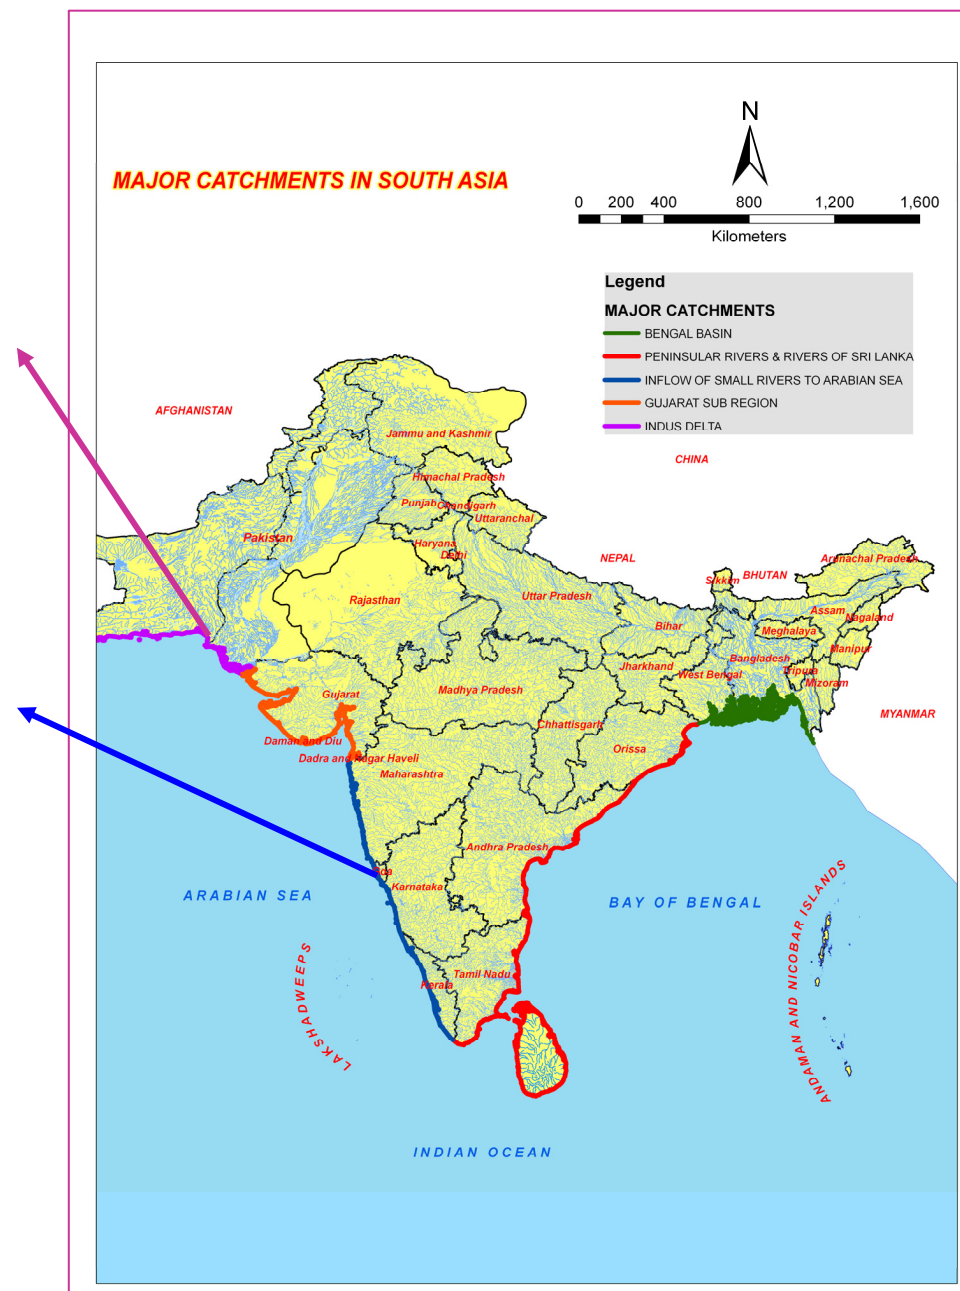 N
MAJOR CATCHMENTS IN SOUTH ASIA
0 200 400 800 1,200 1,600
Kilometers
Legend
MAJOR CATCHMENTS
BENGAL BASIN
PENINSULAR RIVERS & RIVERS OF SRI LANKA
INFLOW OF SMALL RIVERS TO ARABIAN SEA
GUJARAT SUB REGION
INDUS DELTA
AFGHANISTAN
Jammu and Kashmir
CHINA
Himachal Pradesh
Punjab
Chandigarh
Uttaranchal
Pakistan
Haryana
Delhi
NEPAL
Arunachal Pradesh
Sikkim
BHUTAN
Rajasthan
Uttar Pradesh
Assam
Nagaland
Bihar
Meghalaya
Manipur
Bangladesh
Jharkhand
West Bengal
Tripura
Mizoram
Gujarat
Madhya Pradesh
MYANMAR
Chhattisgarh
Daman and Diu
Orissa
Dadra and Nagar Haveli
Maharashtra
Andhra Pradesh
Goa
Karnataka
ARABIAN SEA
BAY OF BENGAL
ANDAMAN AND NICOBAR ISLANDS
LAKSHADWEEPS
Tamil Nadu
Kerala
INDIAN OCEAN